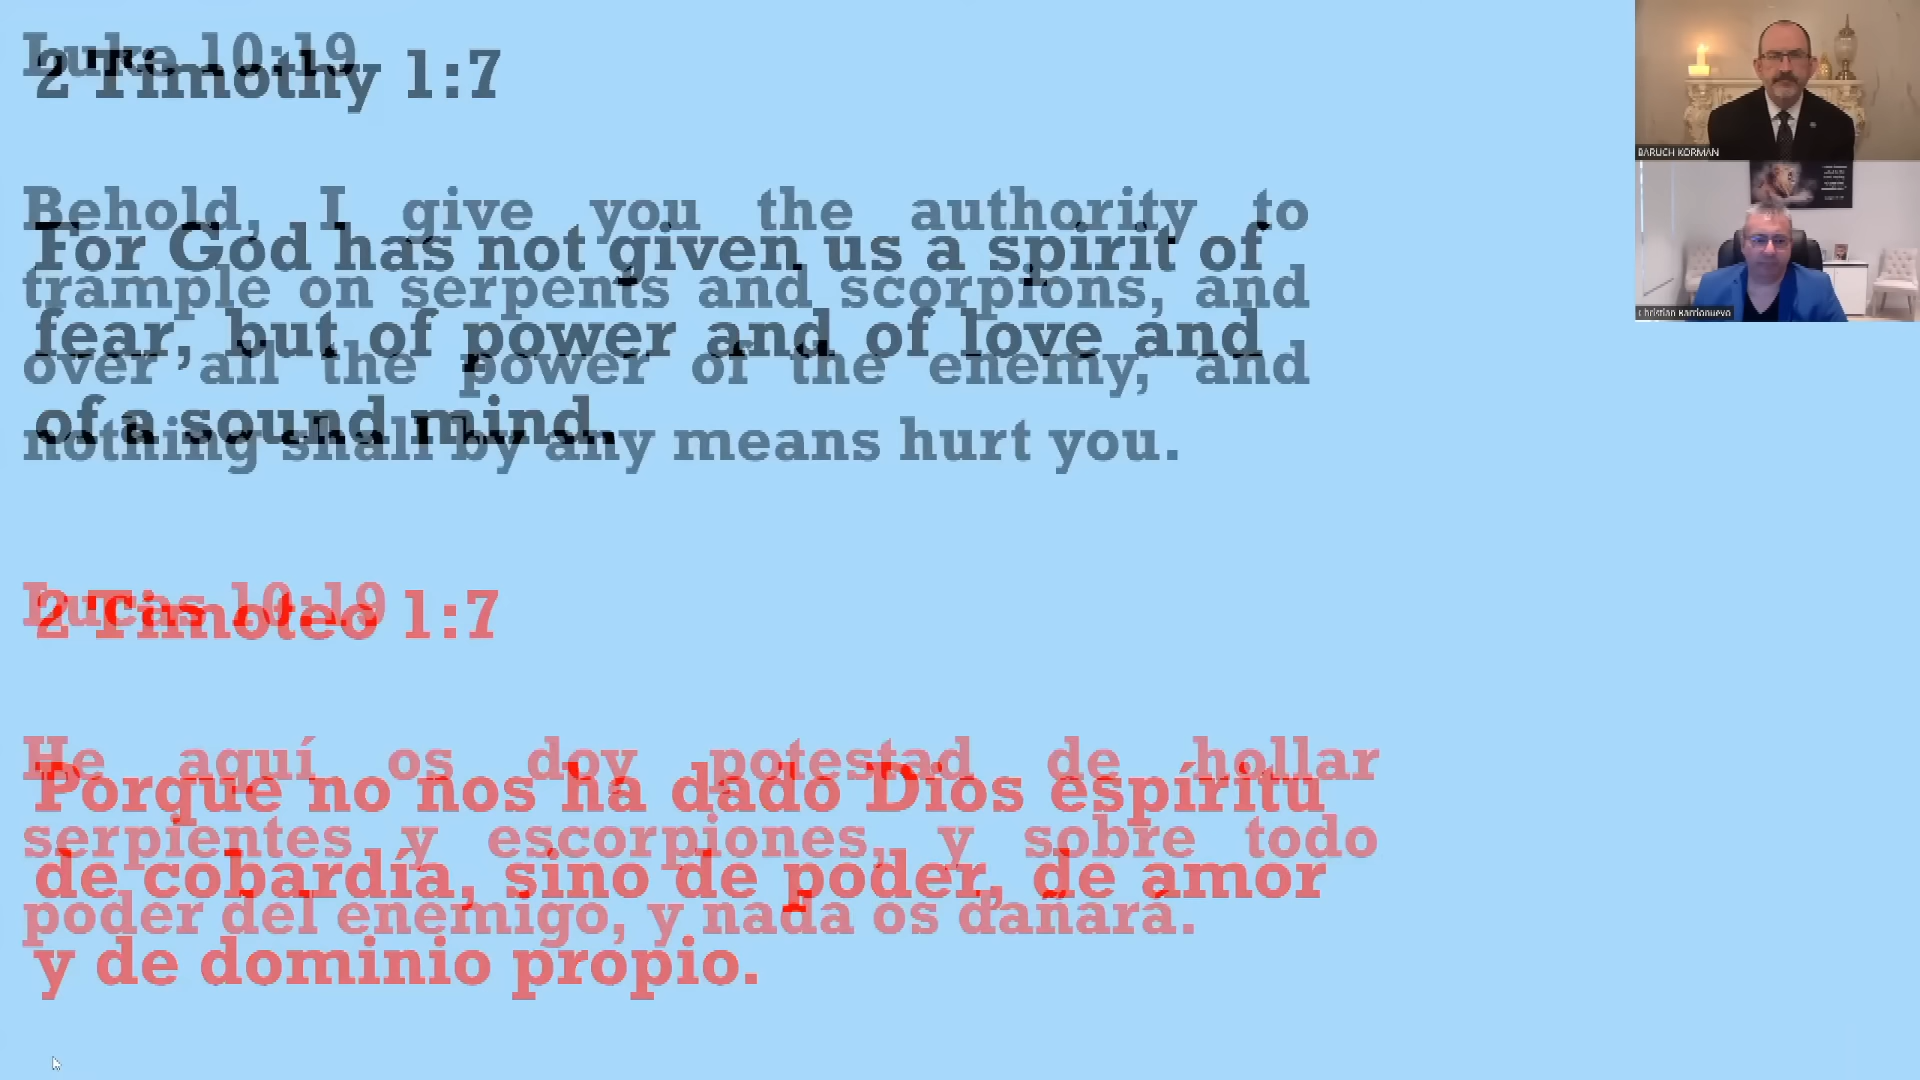 Luke 10:19
2 Timothy 1:7
Behold, I give you the authority to
trample on serpents and scorpions, and
over all the power of the enemy, and
nothing shall by any means hurt you.
For God has not given us a spirit of
fear, but of power and of love and
of a sound mind.
Lucas 10:19
2 Timoteo 1:7
He aquí os doy potestad de hollar
serpientes y escorpiones, y sobre todo
poder del enemigo, y nada os dañará.
Porque no nos ha dado Dios espíritu
de cobardía, sino de poder, de amor
y de dominio propio.
BARUCH KORMAN
Christian Barrionuevo